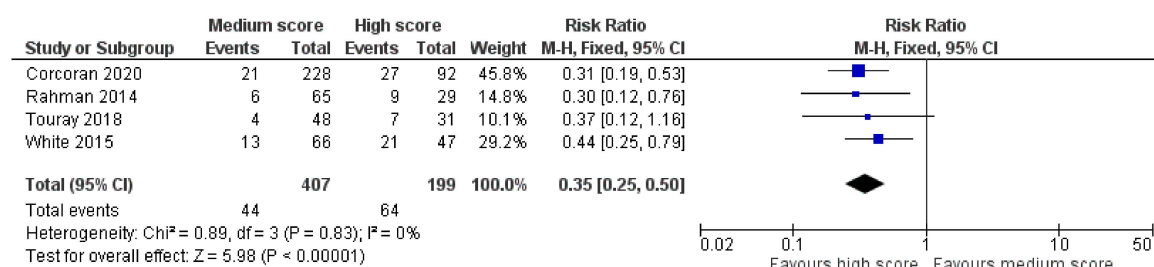 Medium score High score Risk Ratio Risk Ratio
Study or Subgroup Events Total Events Total Weight M-H, Fixed, 95% CI M-H, Fixed, 95% CI
Corcoran 2020 21 228 27 92 45.8% 0.31 [0.19, 0.53]
Rahman 2014 6 65 9 29 14.8% 0.30 [0.12, 0.76]
Touray 2018 4 48 7 31 10.1% 0.37 [0.12, 1.16]
White 2015 13 66 21 47 29.2% 0.44 [0.25, 0.79]
Total (95% CI) 407 199 100.0% 0.35 [0.25, 0.50]
Total events 44 64
Heterogeneity: Chi² = 0.89, df = 3 (P = 0.83); I² = 0%
Test for overall effect: Z = 5.98 (P < 0.00001)
0.02 0.1 1 10 50
Favours high score Favours medium score